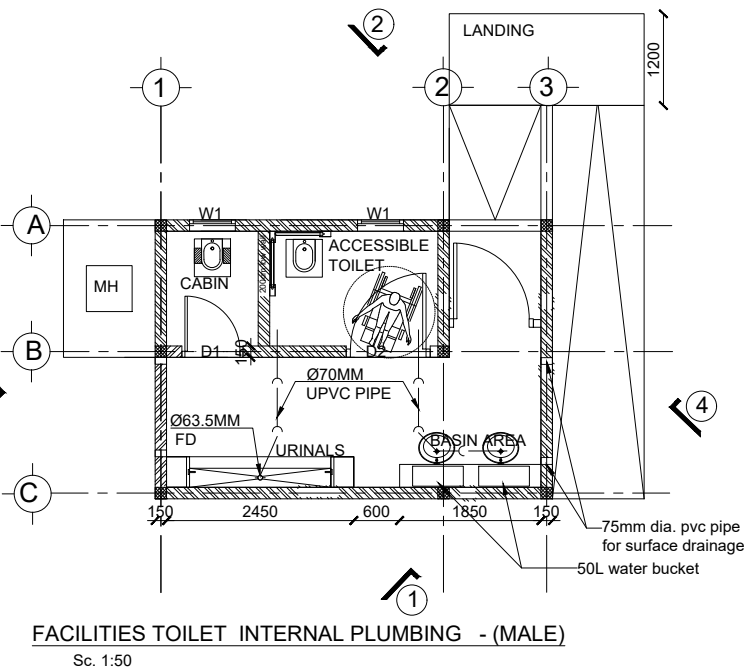 2
LANDING
1200
1
2
3
A
W1
W1
ACCESSIBLE
TOILET
CABIN
MH
B
D1
150
D2
Ø70MM
UPVC PIPE
4
Ø63.5MM
FD
URINALS
BASIN AREA
C
150
2450
600
1850
150
75mm dia. pvc pipe
for surface drainage
50L water bucket
1
FACILITIES TOILET INTERNAL PLUMBING - (MALE)
Sc. 1:50